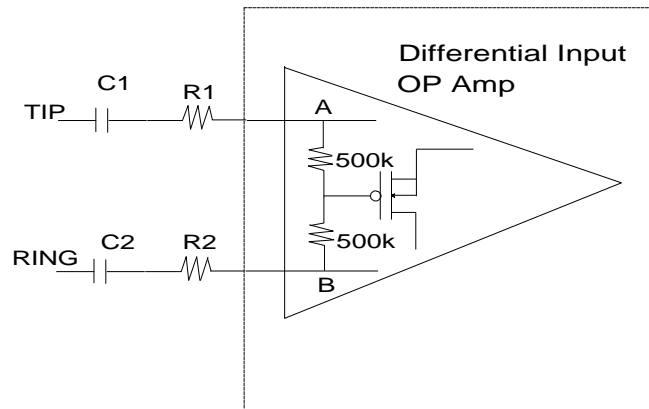 Differential Input
OP Amp
C1
R1
TIP
A
500k
500k
C2
R2
RING
B